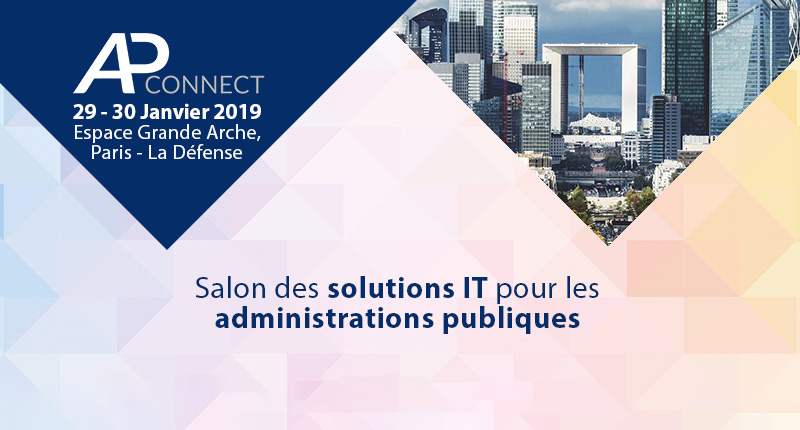 AP
CONNECT
29 - 30 Janvier 2019
Espace Grande Arche,
Paris - La Défense
Salon des solutions IT pour les
administrations publiques